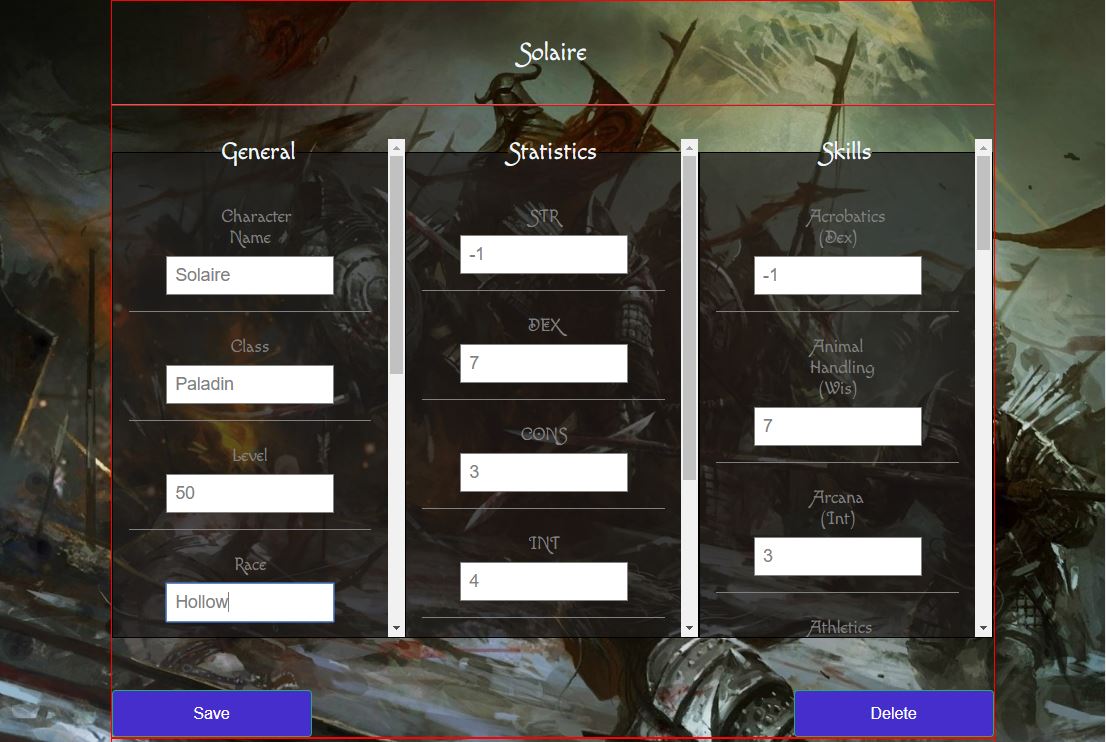 Solaire
General
Character
Name
Solaire
Class
Paladin
Level
50
Race
Hollow
Statistics
STR
-1
DEX
7
CONS
3
INT
4
Skills
Acrobatics
(Dex)
-1
Animal
Handling
(Wis)
7
Arcana
(Int)
3
Athletics
Save
Delete